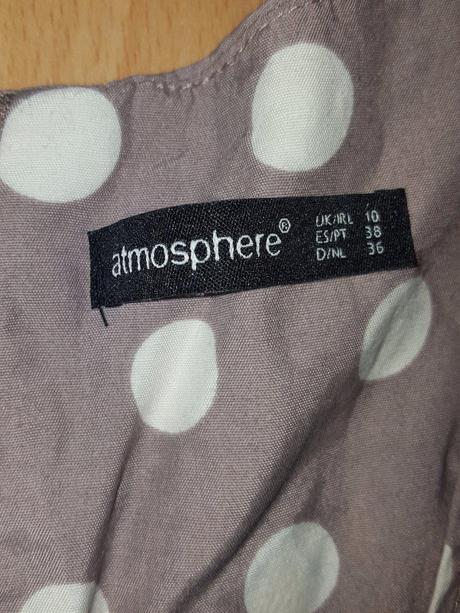 atmosphere®
UK/IRL 10
ES/PT 38
D/NL 36